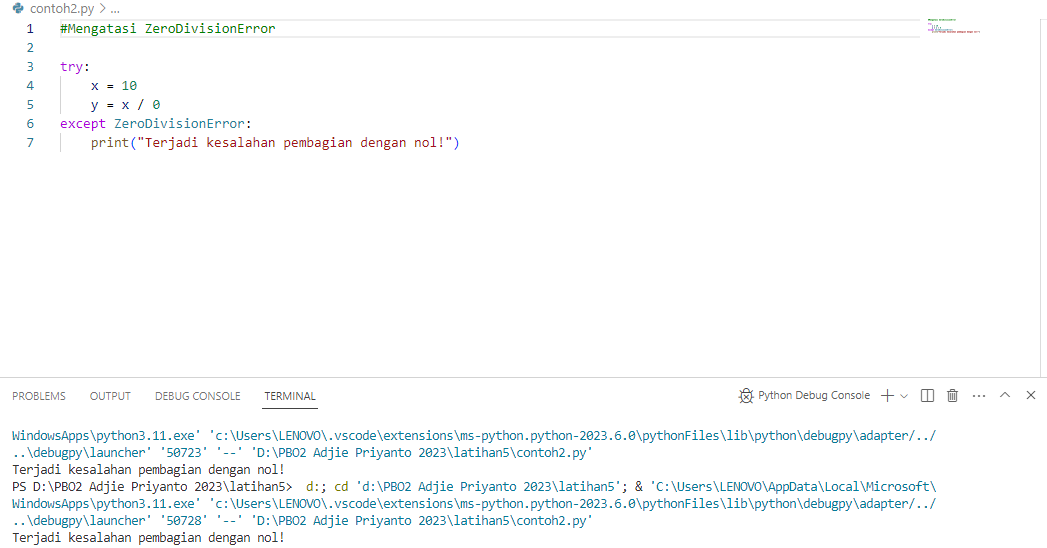 contoh2.py > ...
1 #Mengatasi ZeroDivisionError
2
3 try:
4 x = 10
5 y = x / 0
6 except ZeroDivisionError:
7 print("Terjadi kesalahan pembagian dengan nol!")
PROBLEMS OUTPUT DEBUG CONSOLE TERMINAL Python Debug Console
WindowsApps\python3.11.exe' 'c:\Users\LENOVO\.vscode\extensions\ms-python.python-2023.6.0\pythonFiles\lib\python\debugpy\adapter/../
..\debugpy\launcher' '50723' '--' 'D:\PBO2 Adjie Priyanto 2023\latihan5\contoh2.py'
Terjadi kesalahan pembagian dengan nol!
PS D:\PBO2 Adjie Priyanto 2023\latihan5>  d:; cd 'd:\PBO2 Adjie Priyanto 2023\latihan5'; & 'C:\Users\LENOVO\AppData\Local\Microsoft\
WindowsApps\python3.11.exe' 'c:\Users\LENOVO\.vscode\extensions\ms-python.python-2023.6.0\pythonFiles\lib\python\debugpy\adapter/../
..\debugpy\launcher' '50728' '--' 'D:\PBO2 Adjie Priyanto 2023\latihan5\contoh2.py'
Terjadi kesalahan pembagian dengan nol!